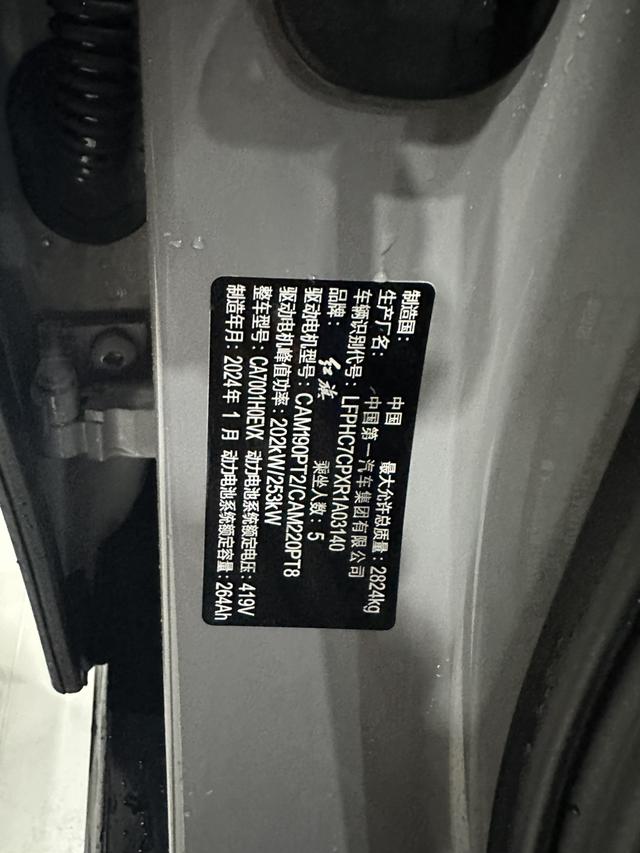 制造国：中国 最大允许总质量：2824kg
生产厂名：中国第一汽车集团有限公司
车辆识别代号：LFPHC7CPXR1A03140
品牌：红旗 乘坐人数：5
驱动电机型号：CAM190PT2/CAM220PT8
驱动电机峰值功率：202kW/253kW
整车型号：CA7001H0EVX 动力电池系统额定电压：419V
制造年月：2024年1月 动力电池系统额定容量：264Ah